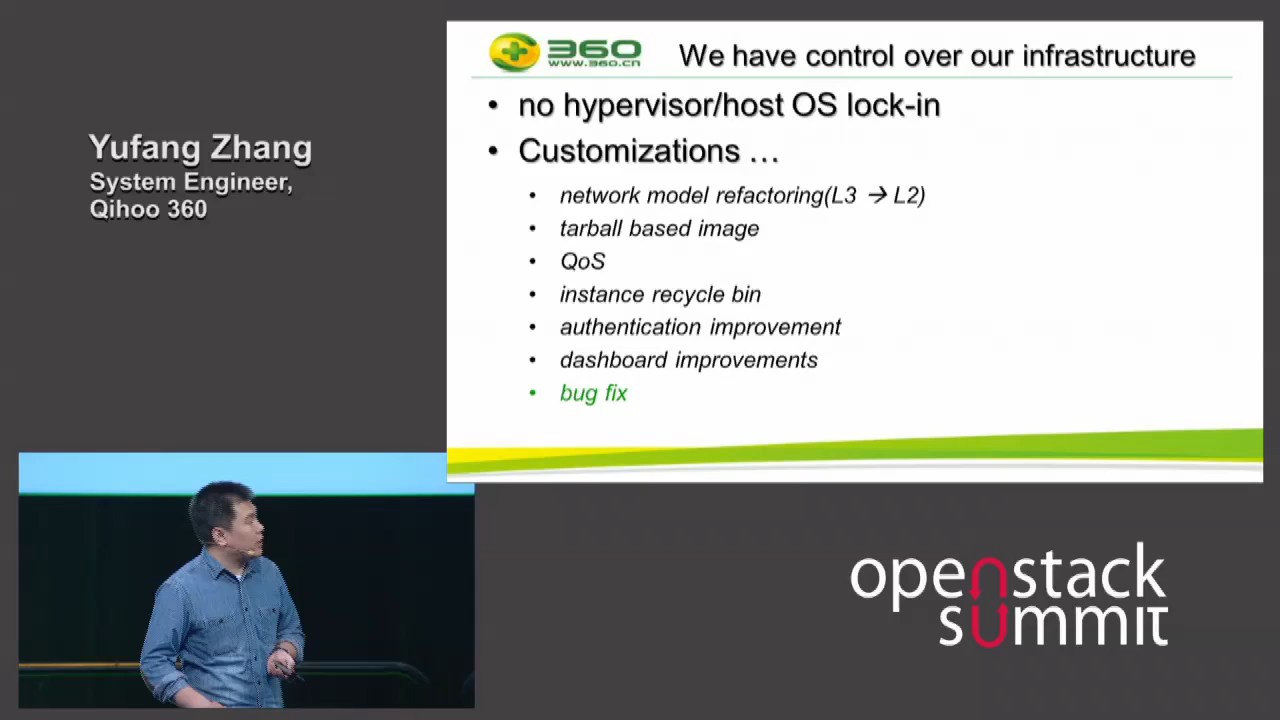 Yufang Zhang
System Engineer,
Qihoo 360
360
www.360.cn
We have control over our infrastructure
• no hypervisor/host OS lock-in
• Customizations …
• network model refactoring(L3 → L2)
• tarball based image
• QoS
• instance recycle bin
• authentication improvement
• dashboard improvements
• bug fix
openstack
summit